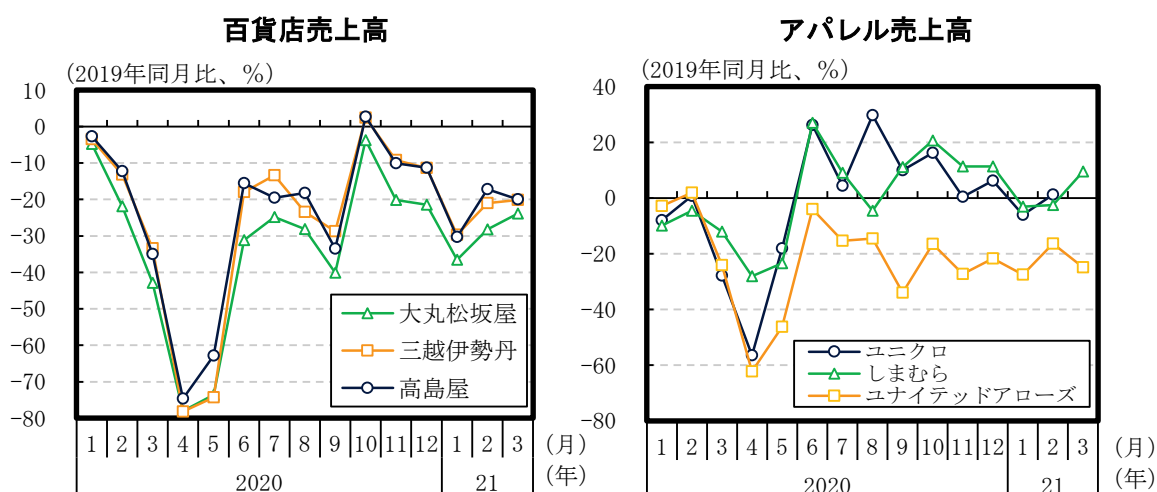 百貨店売上高
(2019年同月比、%)
10
0
-10
-20
-30
-40
-50
-60
-70
-80
大丸松坂屋
三越伊勢丹
高島屋
1 2 3 4 5 6 7 8 9 10 11 12 1 2 3 (月)
2020 21 (年)
アパレル売上高
(2019年同月比、%)
40
20
0
-20
-40
-60
-80
ユニクロ
しまむら
ユナイテッドアローズ
1 2 3 4 5 6 7 8 9 10 11 12 1 2 3 (月)
2020 21 (年)